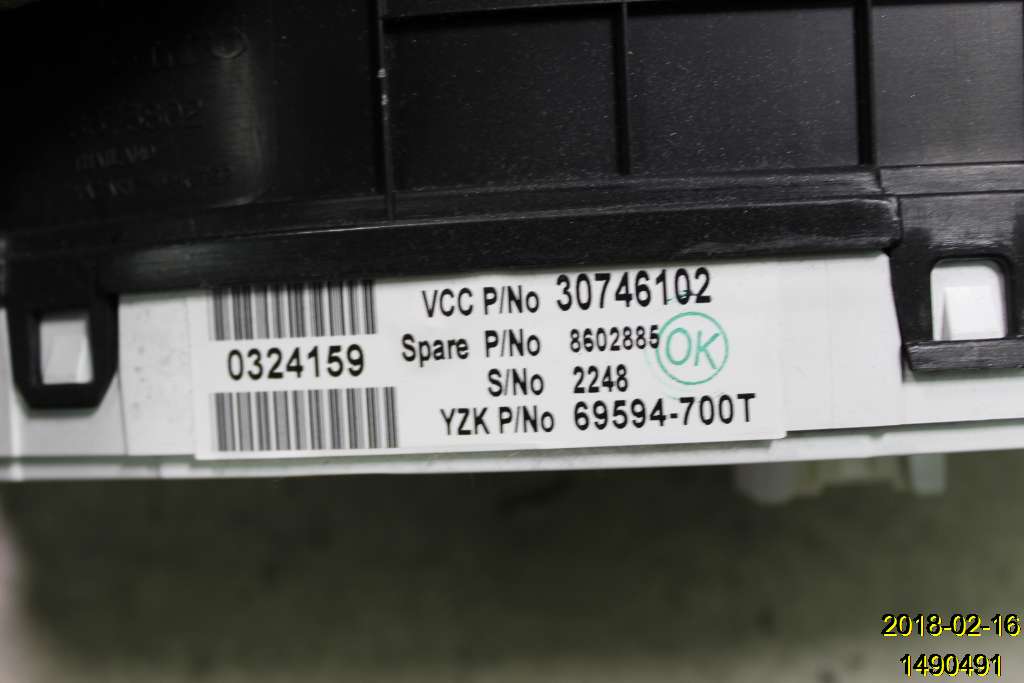 VCC P/No 30746102
Spare P/No 8602885
OK
0324159
S/No 2248
YZK P/No 69594-700T
2018-02-16
1490491